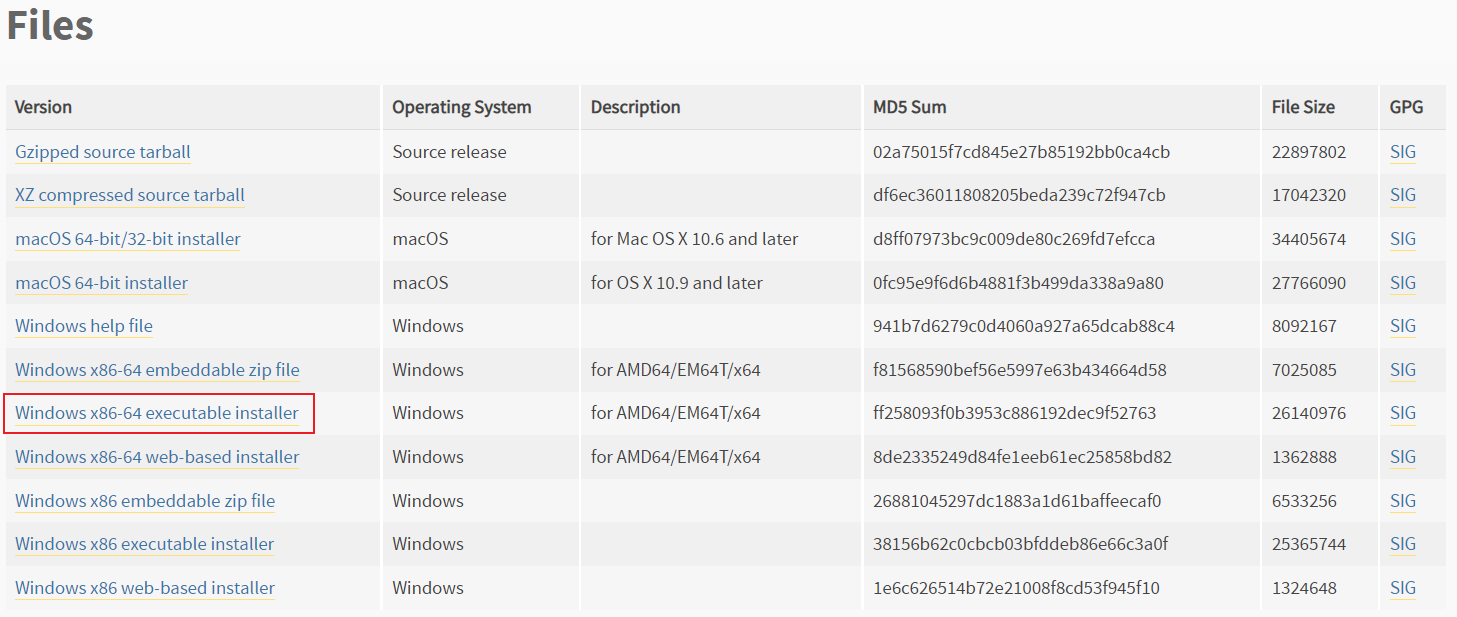 Files
Version Operating System Description MD5 Sum File Size GPG
Gzipped source tarball Source release 02a75015f7cd845e27b85192bb0ca4cb 22897802 SIG
XZ compressed source tarball Source release df6ec36011808205beda239c72f947cb 17042320 SIG
macOS 64-bit/32-bit installer macOS for Mac OS X 10.6 and later d8ff07973bc9c009de80c269fd7efcca 34405674 SIG
macOS 64-bit installer macOS for OS X 10.9 and later 0fc95e9f6d6b4881f3b499da338a9a80 27766090 SIG
Windows help file Windows 941b7d6279c0d4060a927a65dcab88c4 8092167 SIG
Windows x86-64 embeddable zip file Windows for AMD64/EM64T/x64 f81568590bef56e5997e63b434664d58 7025085 SIG
Windows x86-64 executable installer Windows for AMD64/EM64T/x64 ff258093f0b3953c886192dec9f52763 26140976 SIG
Windows x86-64 web-based installer Windows for AMD64/EM64T/x64 8de2335249d84fe1eeb61ec25858bd82 1362888 SIG
Windows x86 embeddable zip file Windows 26881045297dc1883a1d61baffeecaf0 6533256 SIG
Windows x86 executable installer Windows 38156b62c0cbcb03bfddeb86e66c3a0f 25365744 SIG
Windows x86 web-based installer Windows 1e6c626514b72e21008f8cd53f945f10 1324648 SIG